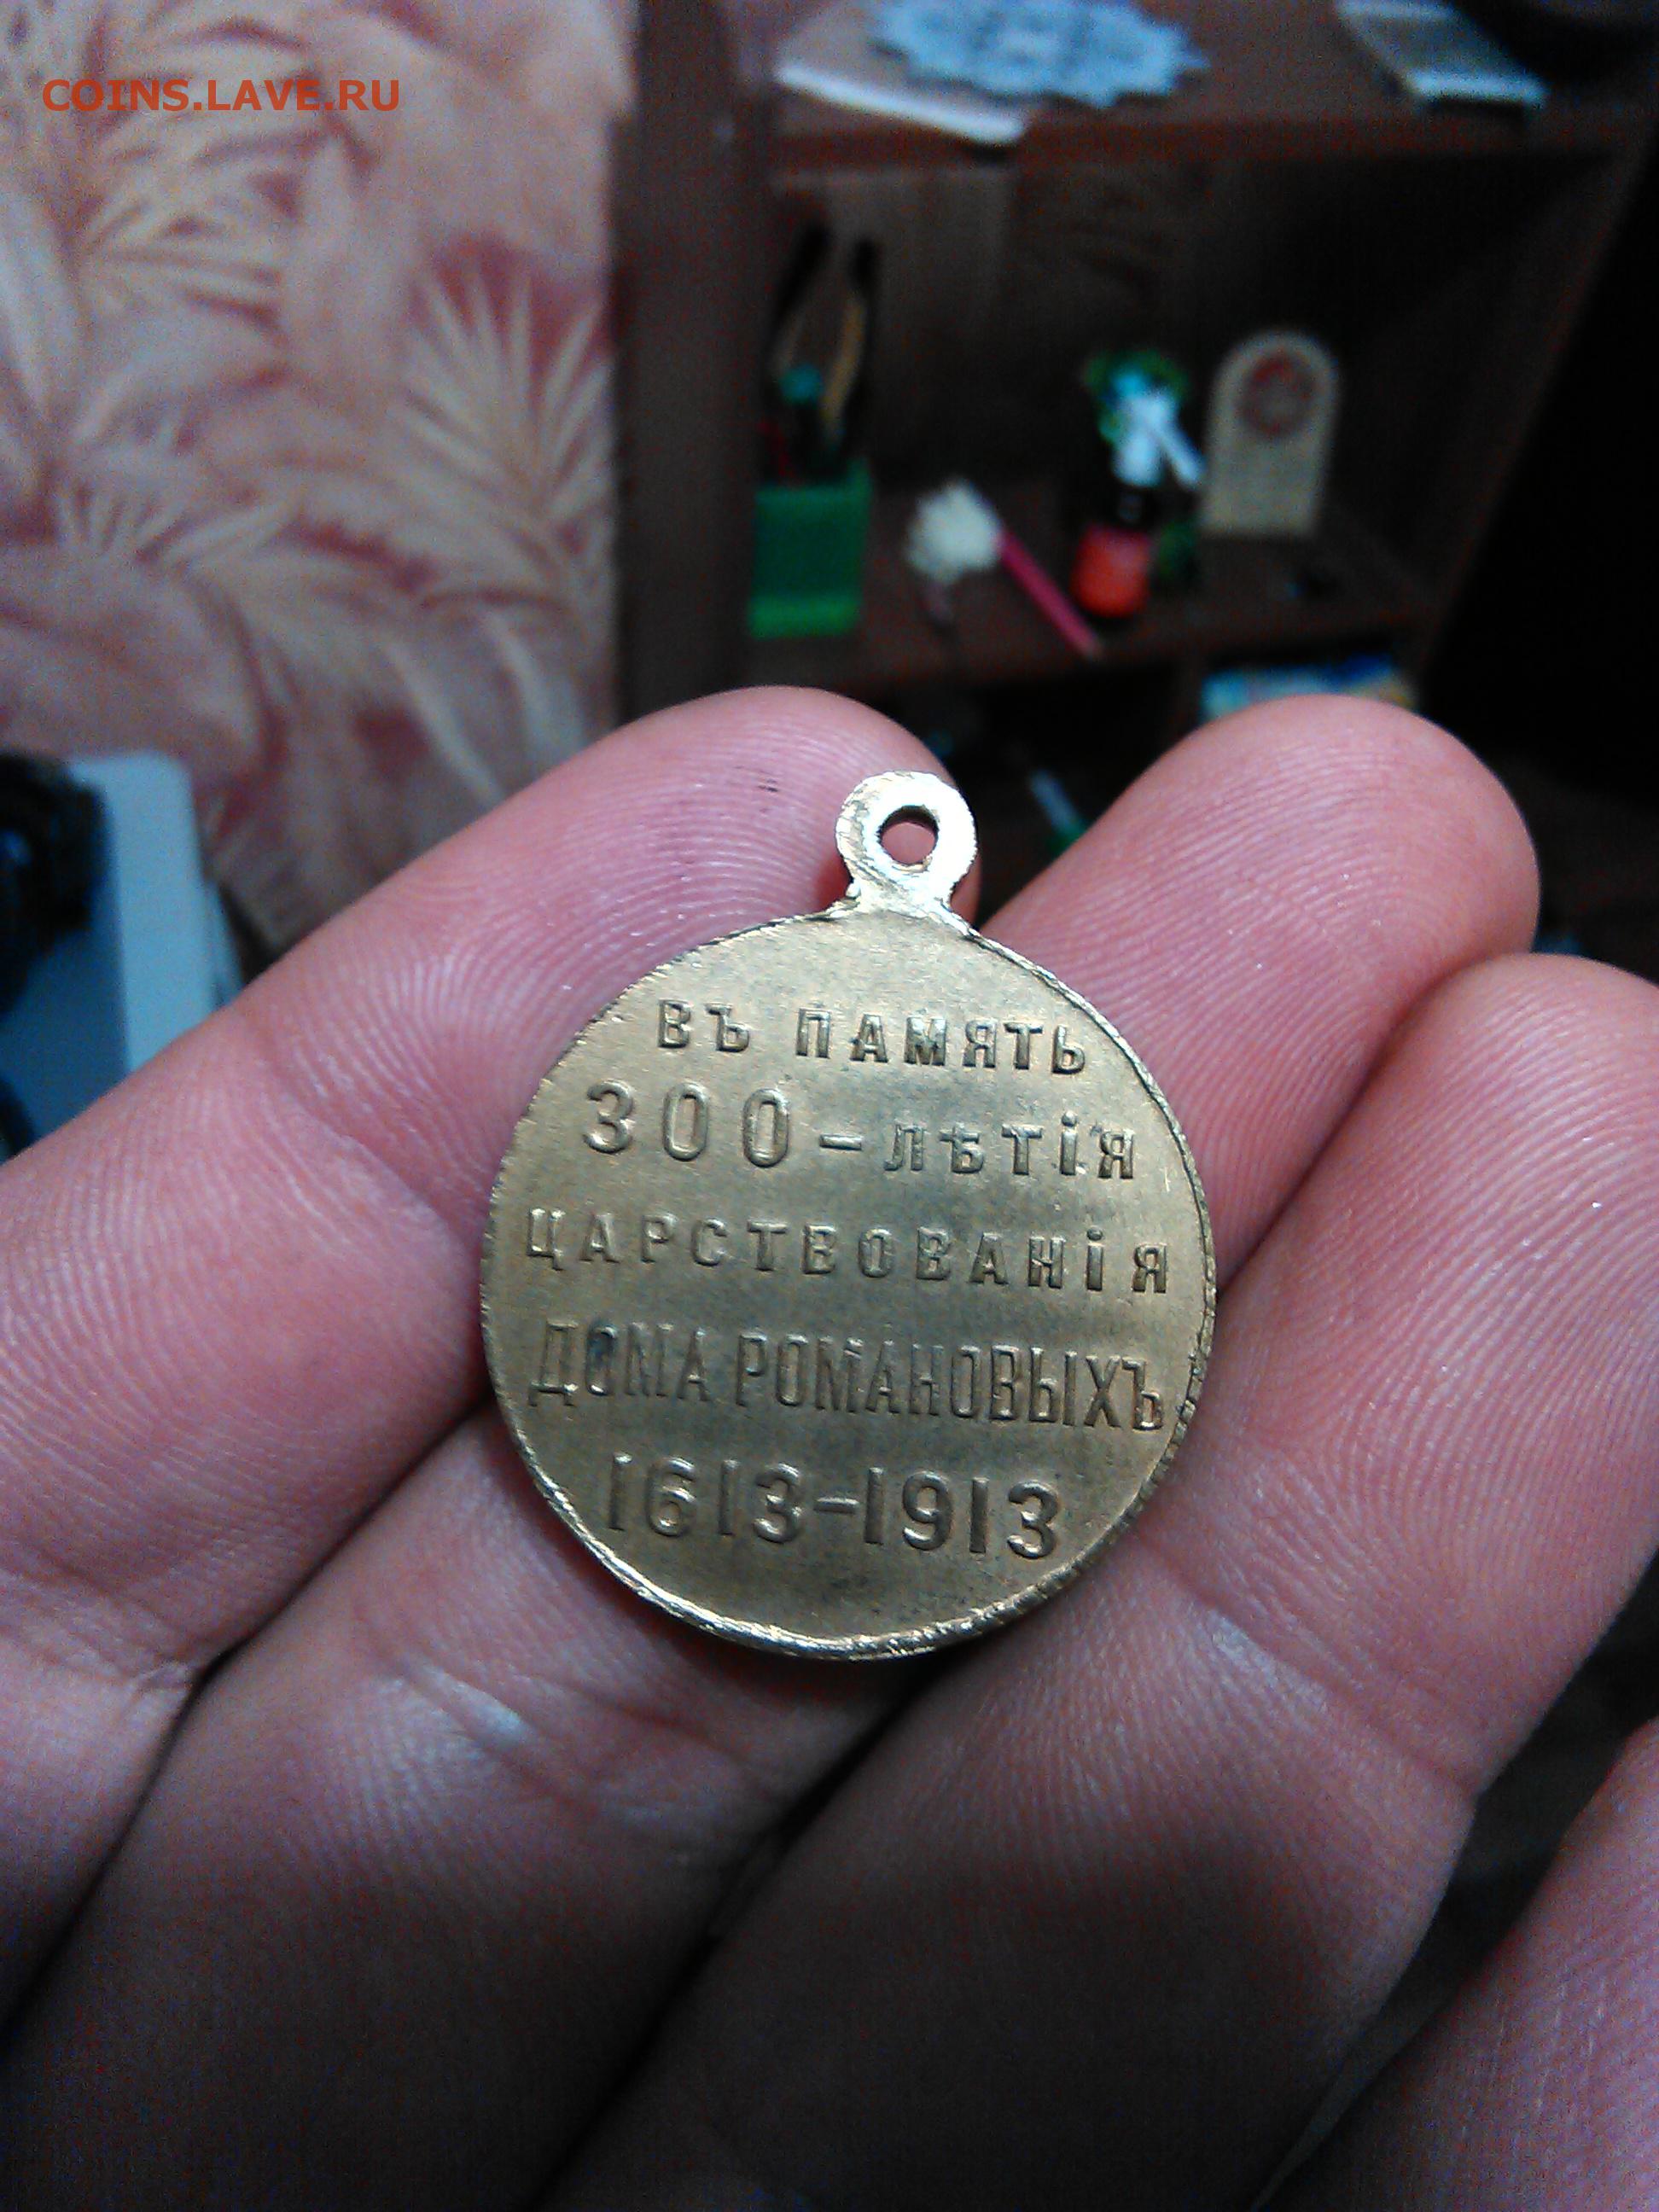 COINS.LAVE.RU
ВЪ ПАМЯТЬ
300-ЛѢТІЯ
ЦАРСТВОВАНІЯ
ДОМА РОМАНОВЫХЪ
1613-1913